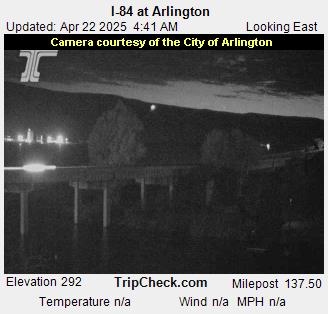 I-84 at Arlington
Updated: Apr 22 2025 4:41 AM Looking East
Camera courtesy of the City of Arlington
Elevation 292 TripCheck.com Milepost 137.50
Temperature n/a Wind n/a MPH n/a